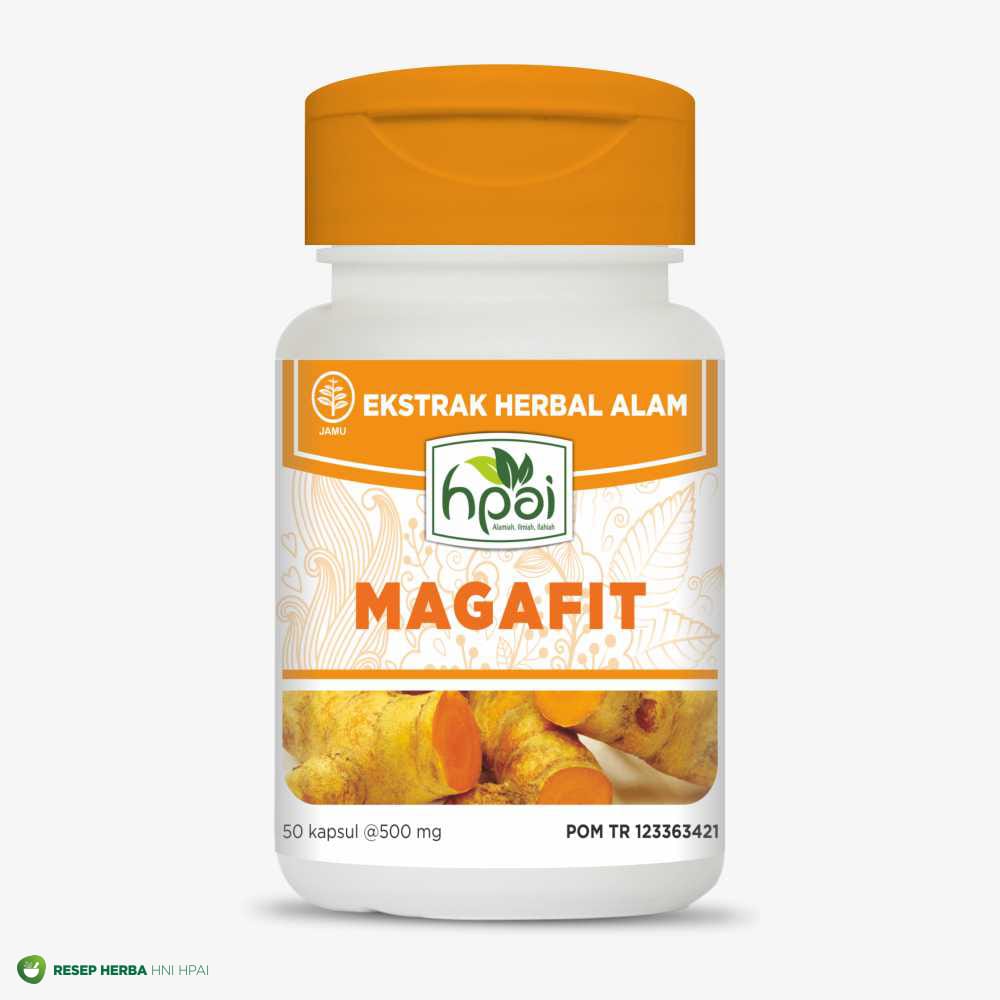 EKSTRAK HERBAL ALAM
JAMU
hpai
Alamiah, Ilmiah, Ilahiah
MAGAFIT
50 kapsul @500 mg
POM TR 123363421
RESEP HERBA HNI HPAI